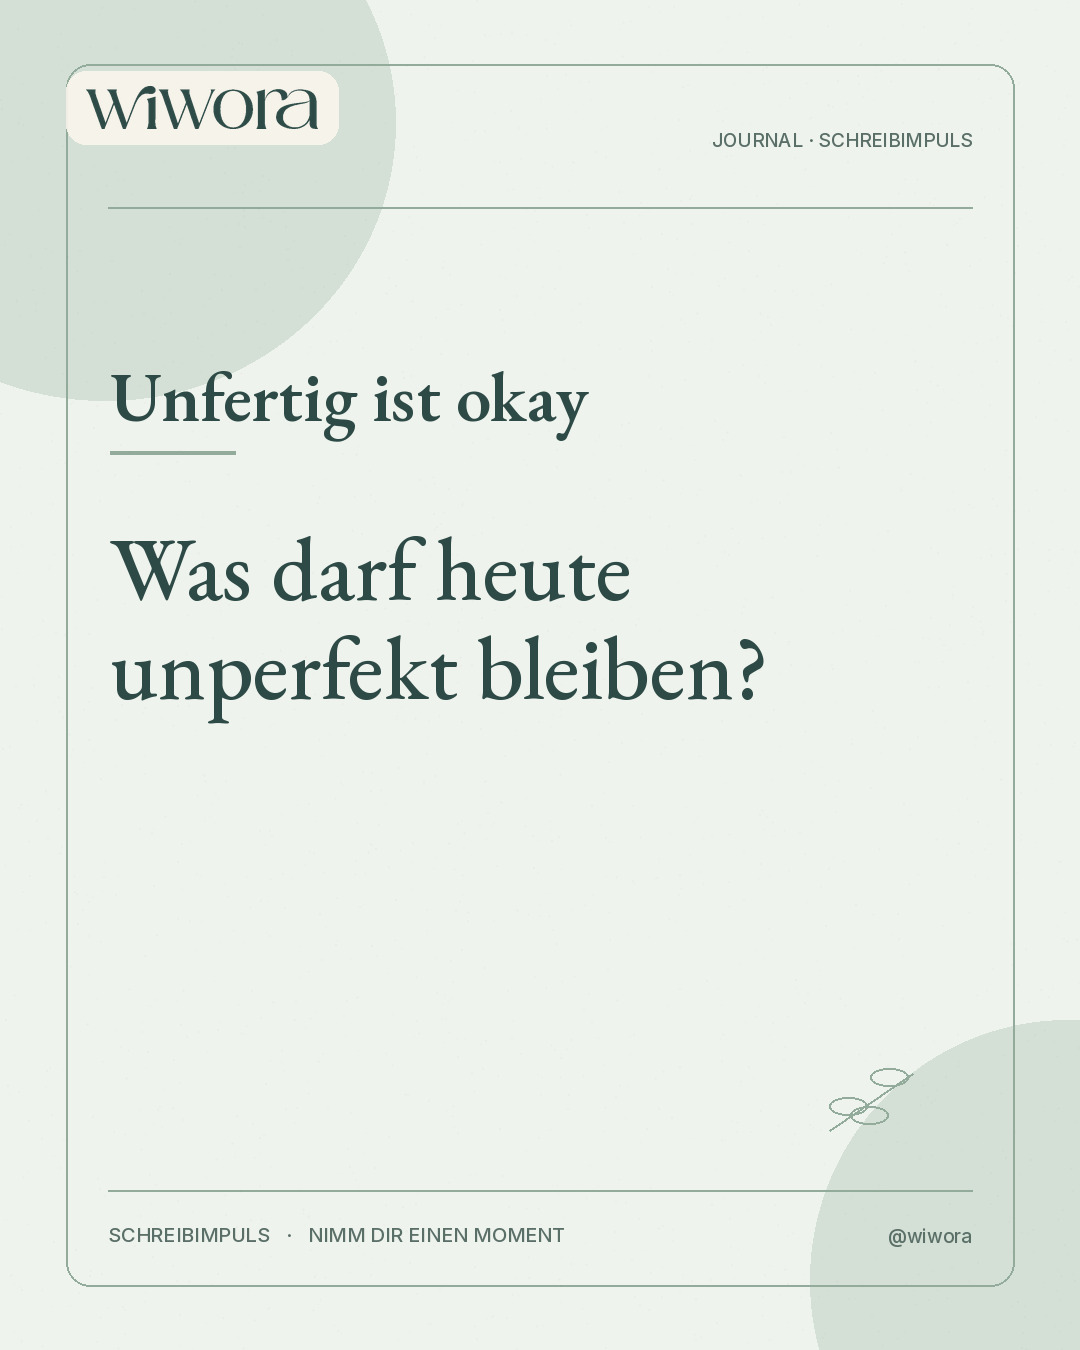 wiwora
JOURNAL · SCHREIBIMPULS
Unfertig ist okay
Was darf heute
unperfekt bleiben?
SCHREIBIMPULS · NIMM DIR EINEN MOMENT
@wiwora